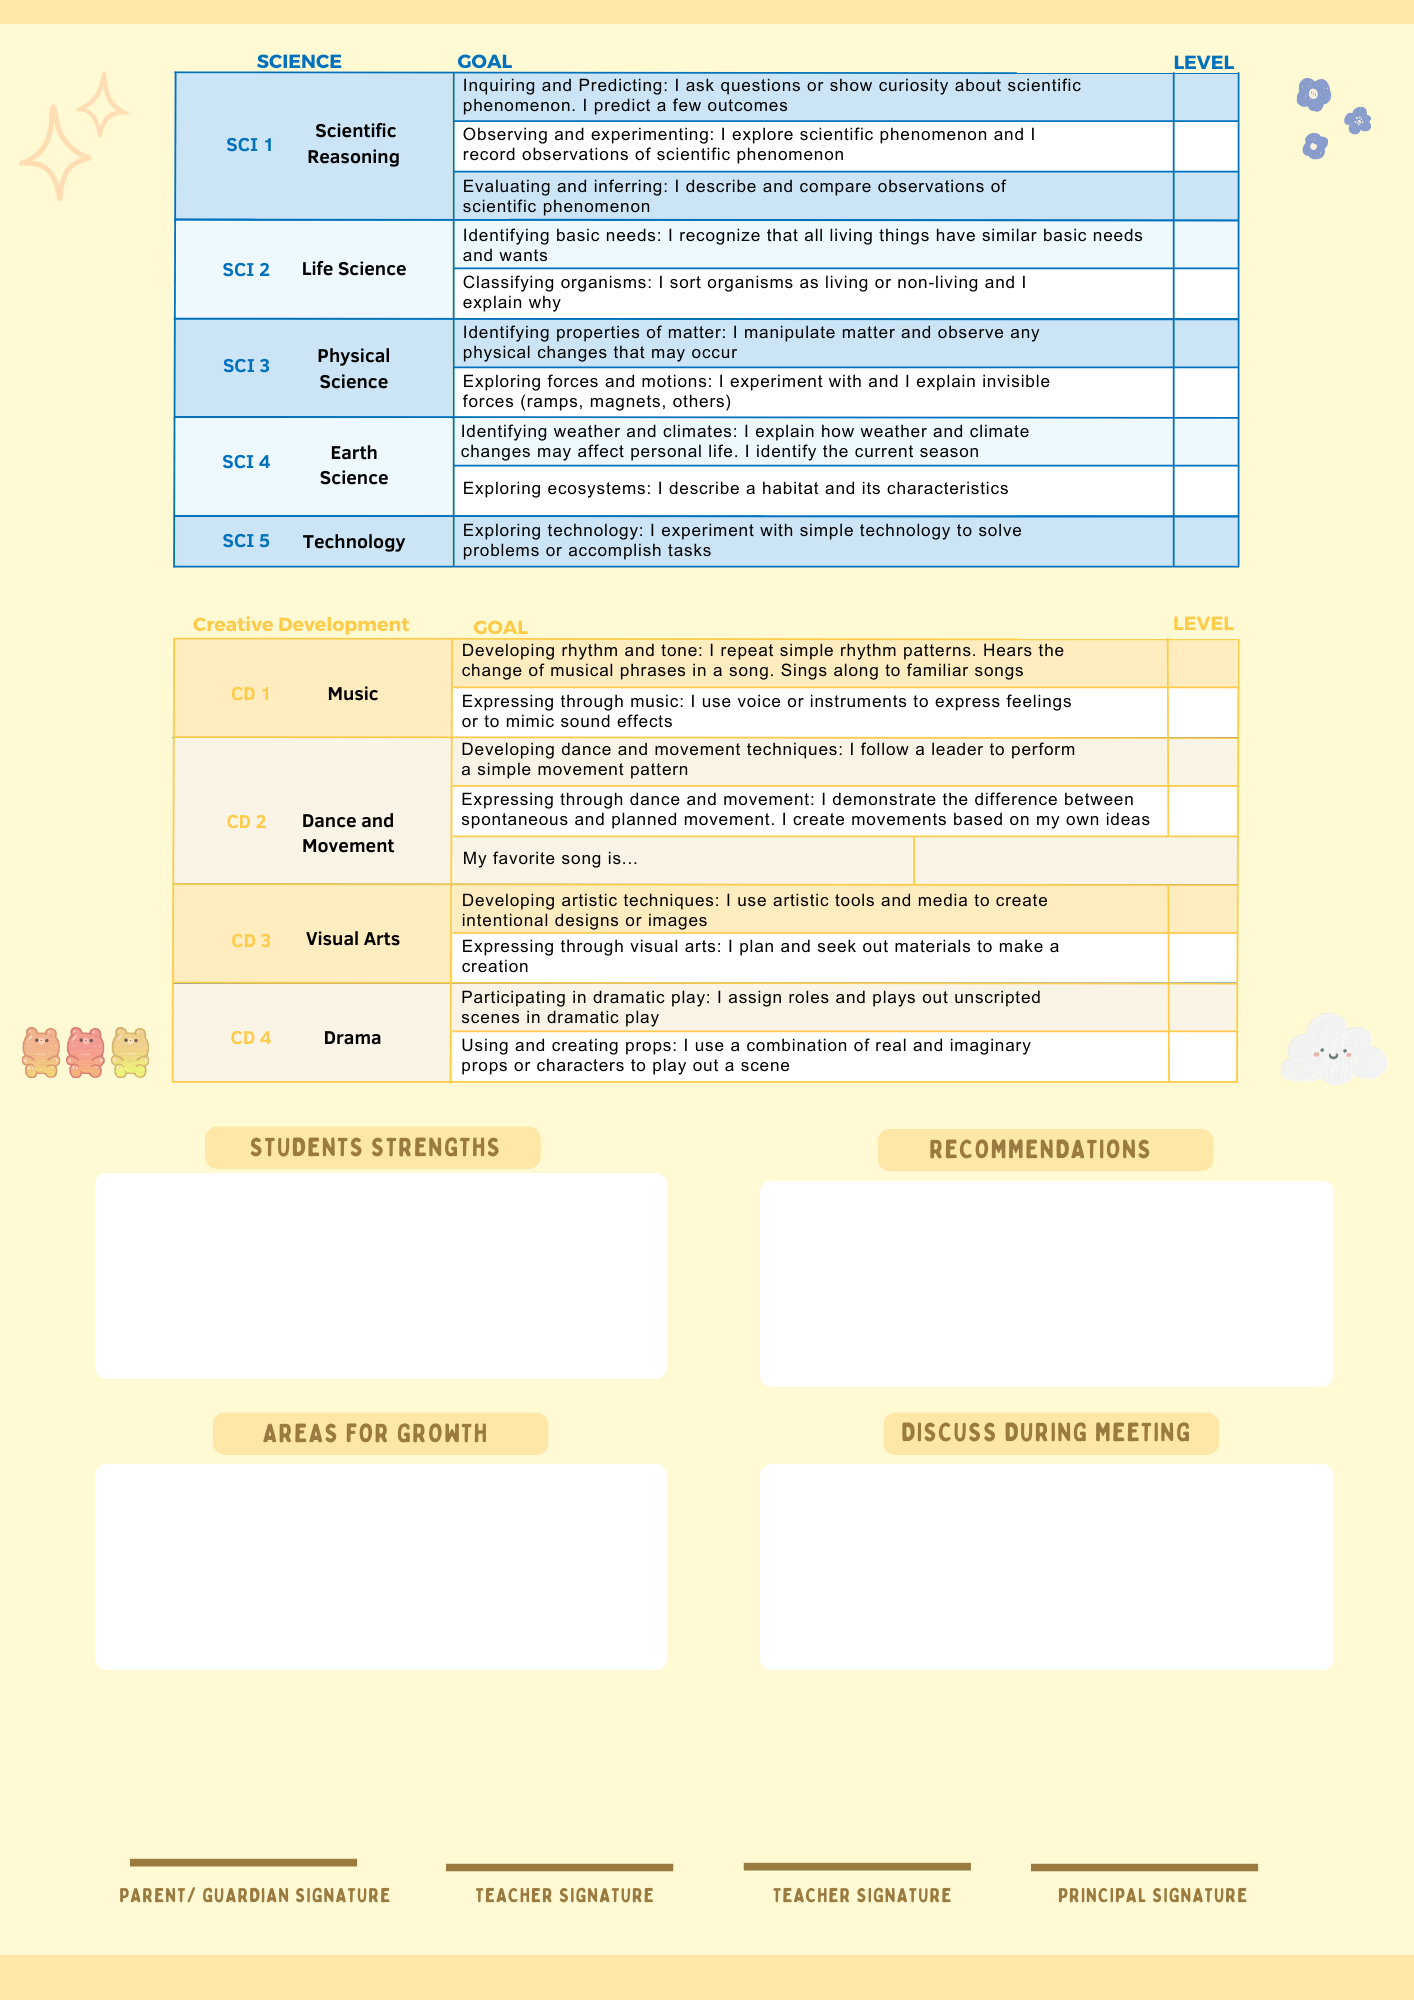 SCIENCE GOAL LEVEL
SCI 1
Scientific
Reasoning
Inquiring and Predicting: I ask questions or show curiosity about scientific
phenomenon. I predict a few outcomes
Observing and experimenting: I explore scientific phenomenon and I
record observations of scientific phenomenon
Evaluating and inferring: I describe and compare observations of
scientific phenomenon
SCI 2
Life Science
Identifying basic needs: I recognize that all living things have similar basic needs
and wants
Classifying organisms: I sort organisms as living or non-living and I
explain why
SCI 3
Physical
Science
Identifying properties of matter: I manipulate matter and observe any
physical changes that may occur
Exploring forces and motions: I experiment with and I explain invisible
forces (ramps, magnets, others)
SCI 4
Earth
Science
Identifying weather and climates: I explain how weather and climate
changes may affect personal life. I identify the current season
Exploring ecosystems: I describe a habitat and its characteristics
SCI 5
Technology
Exploring technology: I experiment with simple technology to solve
problems or accomplish tasks
Creative Development GOAL LEVEL
CD 1
Music
Developing rhythm and tone: I repeat simple rhythm patterns. Hears the
change of musical phrases in a song. Sings along to familiar songs
Expressing through music: I use voice or instruments to express feelings
or to mimic sound effects
CD 2
Dance and
Movement
Developing dance and movement techniques: I follow a leader to perform
a simple movement pattern
Expressing through dance and movement: I demonstrate the difference between
spontaneous and planned movement. I create movements based on my own ideas
My favorite song is...
CD 3
Visual Arts
Developing artistic techniques: I use artistic tools and media to create
intentional designs or images
Expressing through visual arts: I plan and seek out materials to make a
creation
CD 4
Drama
Participating in dramatic play: I assign roles and plays out unscripted
scenes in dramatic play
Using and creating props: I use a combination of real and imaginary
props or characters to play out a scene
STUDENTS STRENGTHS
RECOMMENDATIONS
AREAS FOR GROWTH
DISCUSS DURING MEETING
PARENT/ GUARDIAN SIGNATURE
TEACHER SIGNATURE
TEACHER SIGNATURE
PRINCIPAL SIGNATURE